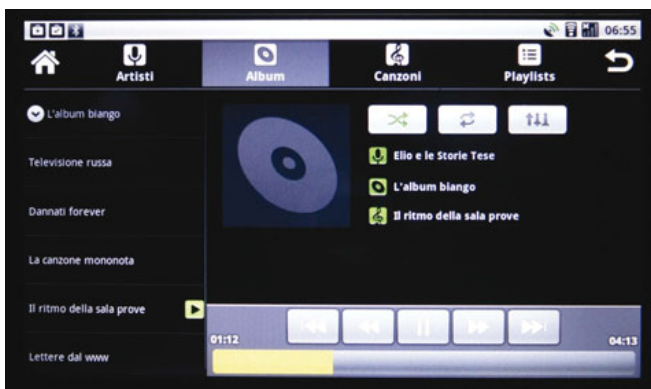 06:55
Artisti
Album
Canzoni
Playlists
L'album biango
Televisione russa
Dannati forever
La canzone mononota
Il ritmo della sala prove
Lettere dal www
Elio e le Storie Tese
L'album biango
Il ritmo della sala prove
01:12
04:13